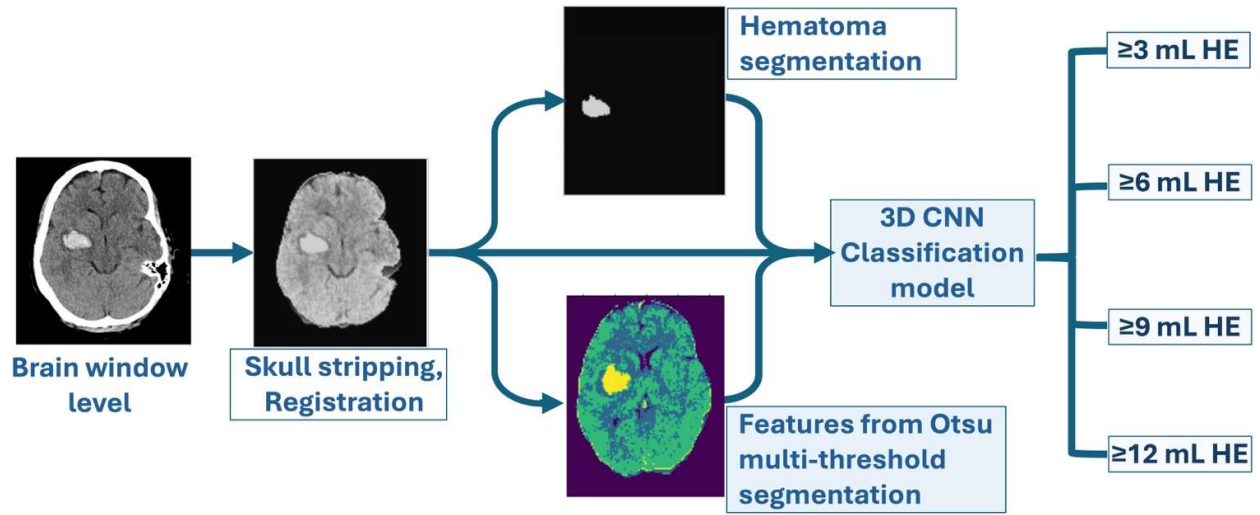 Brain window
level
Skull stripping,
Registration
Hematoma
segmentation
Features from Otsu
multi-threshold
segmentation
3D CNN
Classification
model
≥3 mL HE
≥6 mL HE
≥9 mL HE
≥12 mL HE